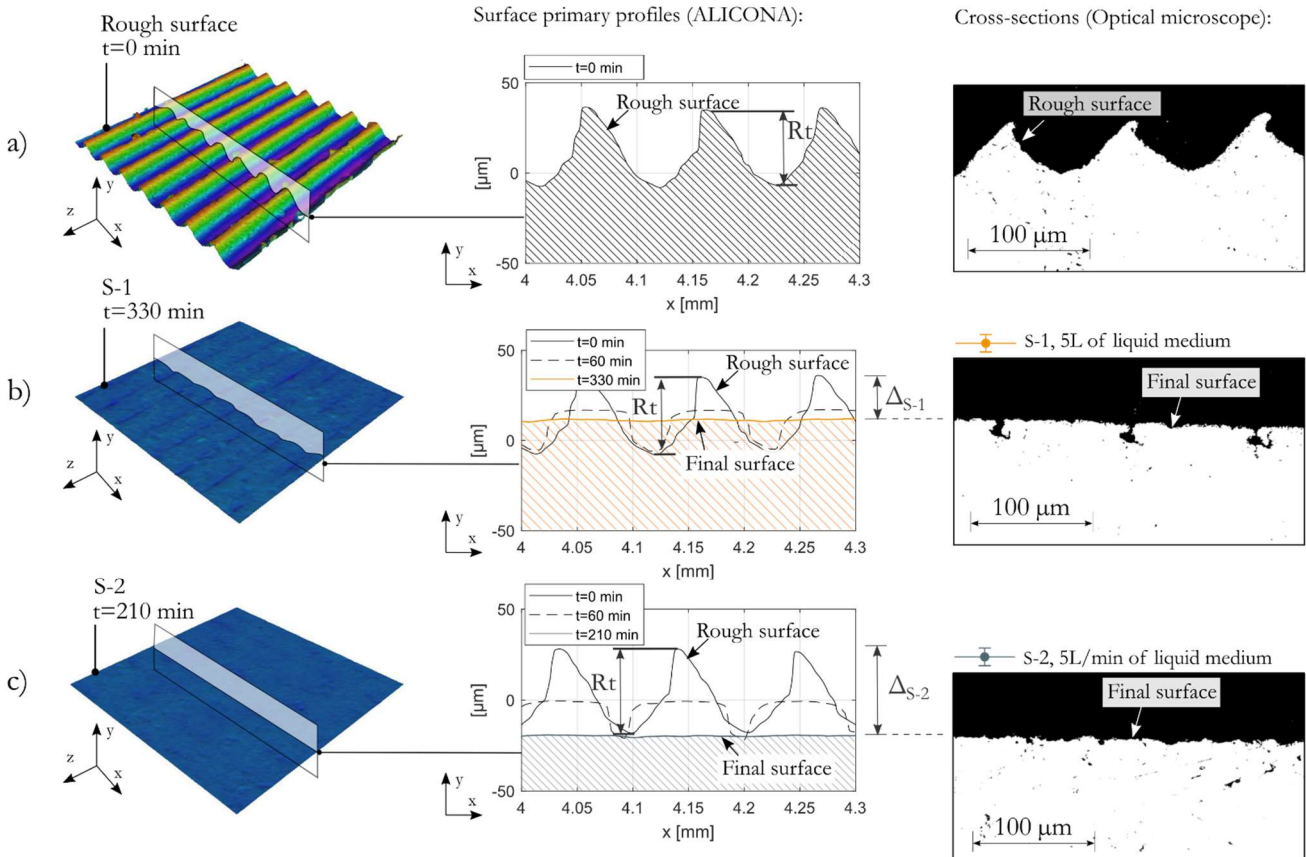 Surface primary profiles (ALICONA):
Cross-sections (Optical microscope):
a)
Rough surface
t=0 min
y
z
x
t=0 min
Rough surface
Rt
50
0
-50
[µm]
4
4.05
4.1
4.15
4.2
4.25
4.3
x [mm]
y
x
Rough surface
100 µm
b)
S-1
t=330 min
y
z
x
t=0 min
t=60 min
t=330 min
Rough surface
Rt
Final surface
ΔS-1
50
0
-50
[µm]
4
4.05
4.1
4.15
4.2
4.25
4.3
x [mm]
y
x
S-1, 5L of liquid medium
Final surface
100 µm
c)
S-2
t=210 min
y
z
x
t=0 min
t=60 min
t=210 min
Rough surface
Rt
Final surface
ΔS-2
50
0
-50
[µm]
4
4.05
4.1
4.15
4.2
4.25
4.3
x [mm]
y
x
S-2, 5L/min of liquid medium
Final surface
100 µm